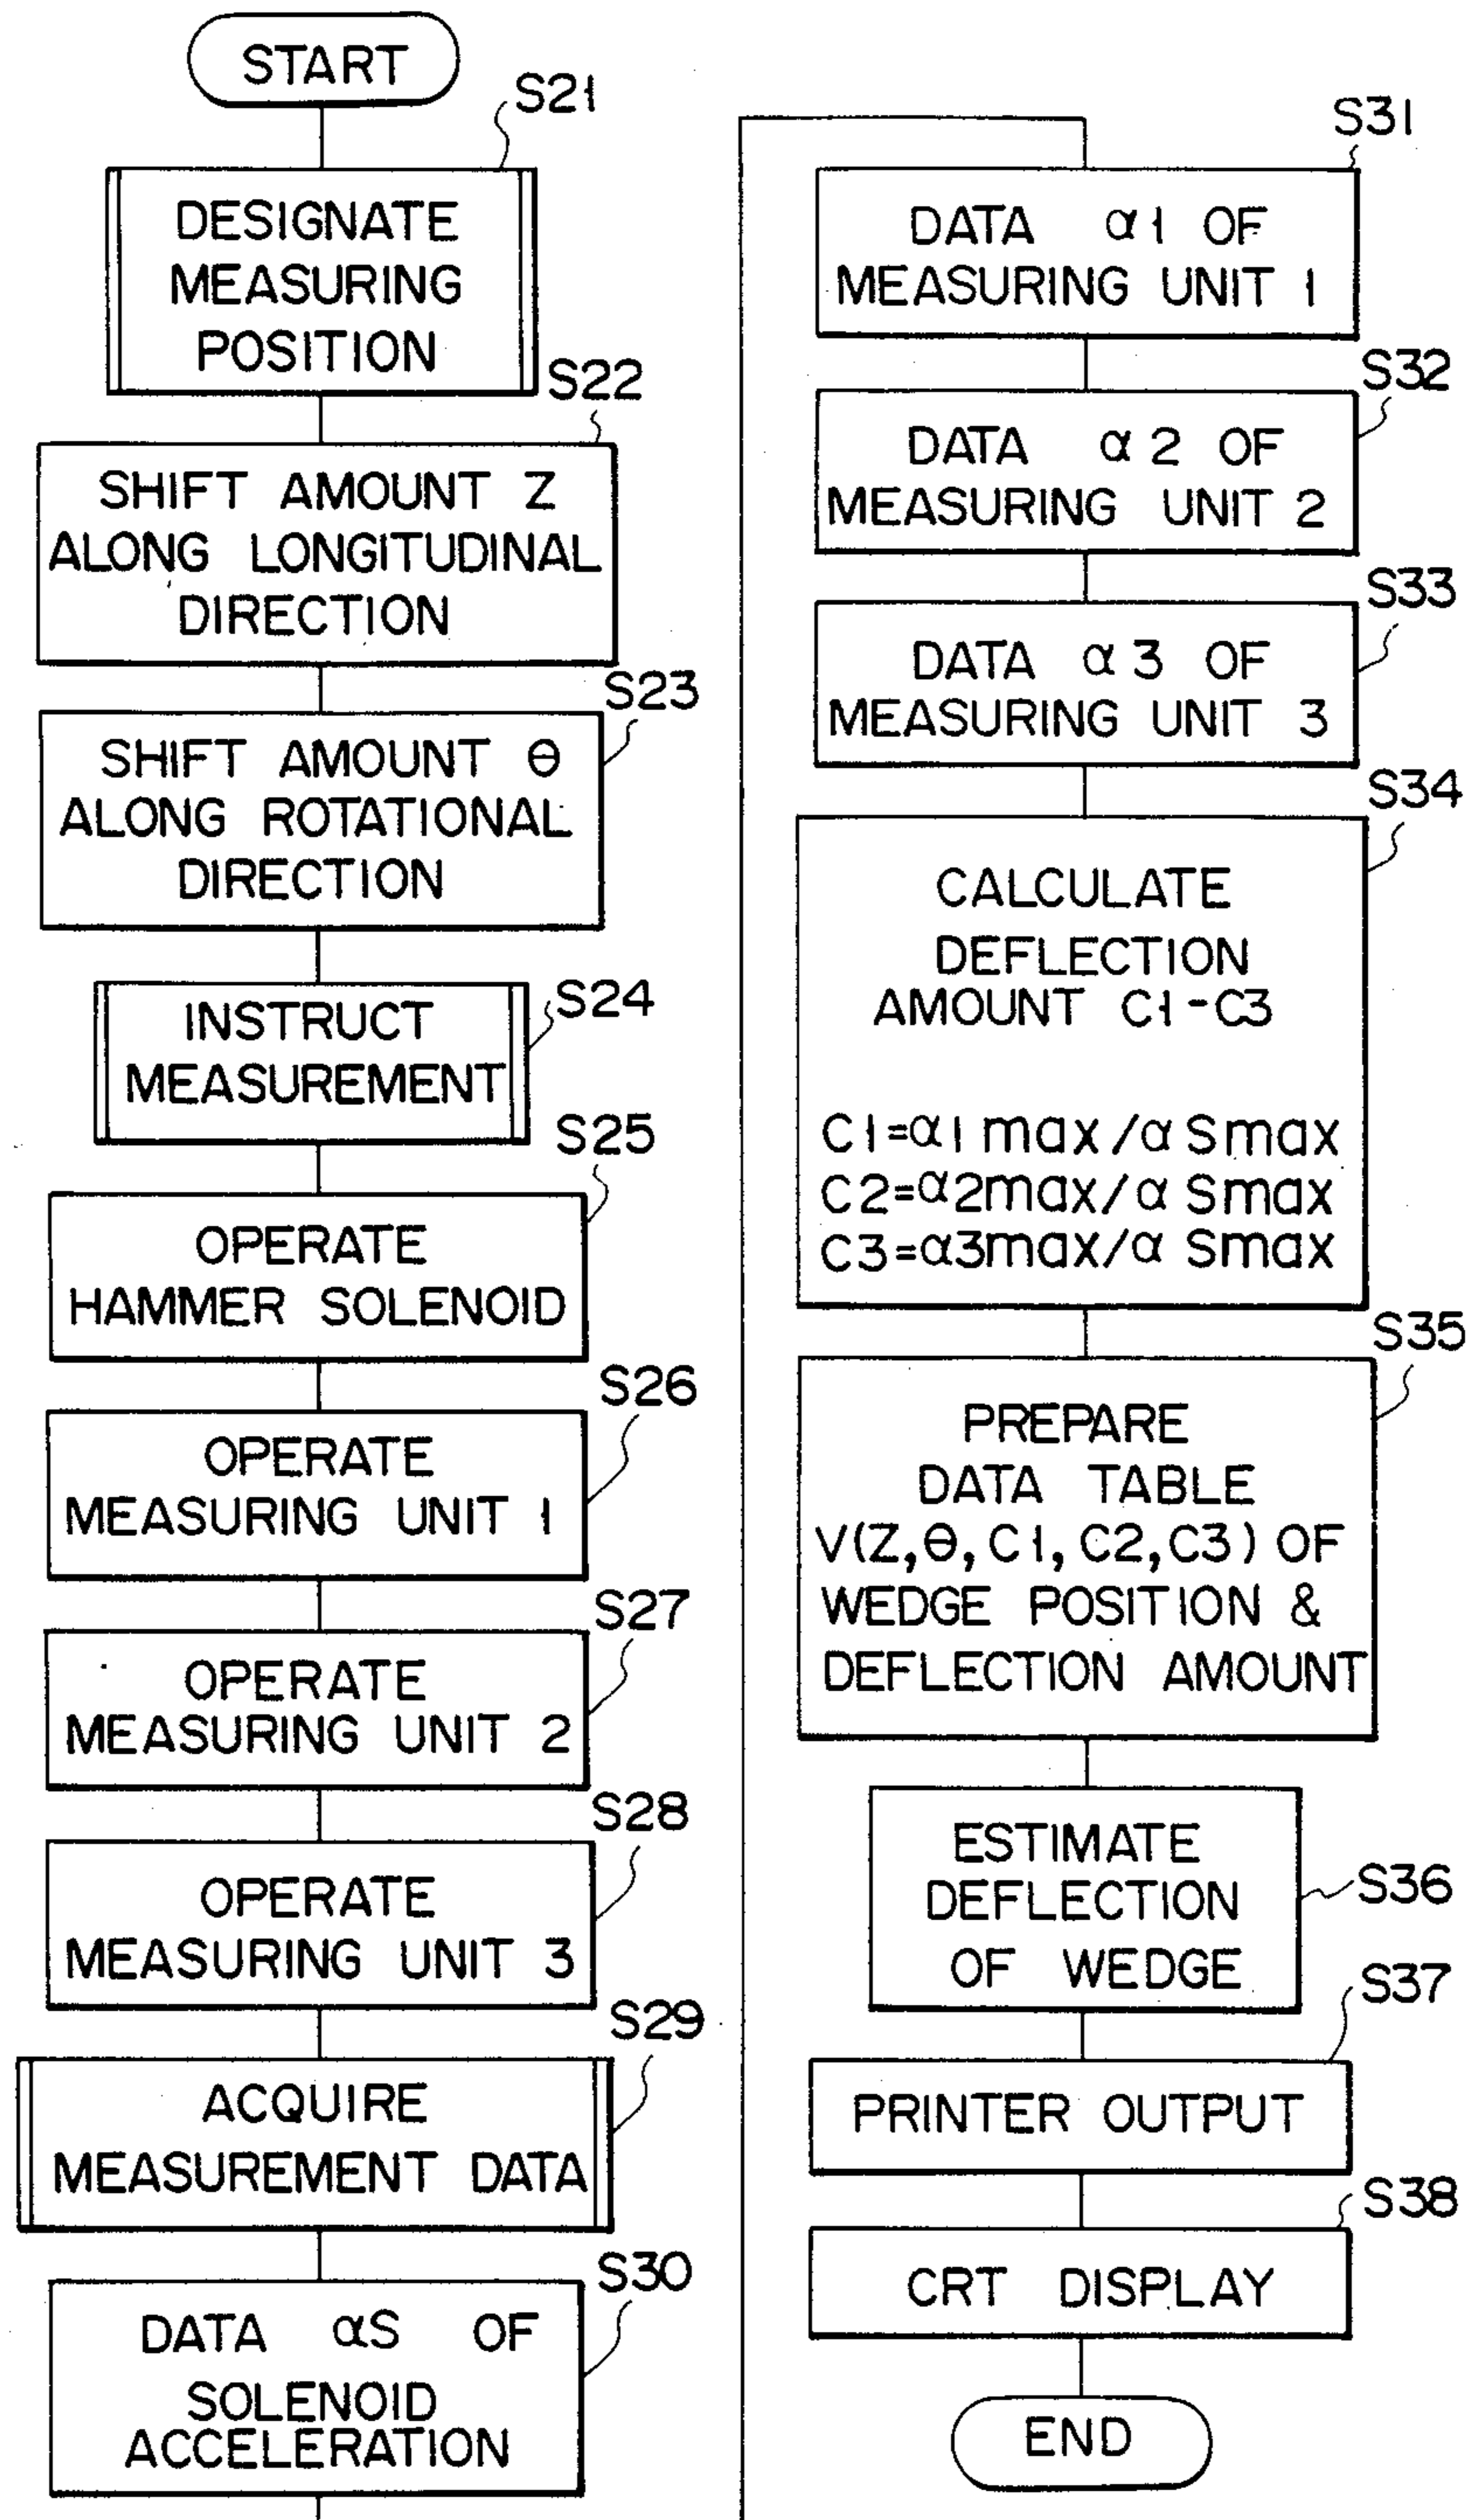 START
S21
DESIGNATE
MEASURING
POSITION
S22
SHIFT AMOUNT Z
ALONG LONGITUDINAL
DIRECTION
S23
SHIFT AMOUNT θ
ALONG ROTATIONAL
DIRECTION
S24
INSTRUCT
MEASUREMENT
S25
OPERATE
HAMMER SOLENOID
S26
OPERATE
MEASURING UNIT 1
S27
OPERATE
MEASURING UNIT 2
S28
OPERATE
MEASURING UNIT 3
S29
ACQUIRE
MEASUREMENT DATA
S30
DATA αS OF
SOLENOID
ACCELERATION
S31
DATA α1 OF
MEASURING UNIT 1
S32
DATA α2 OF
MEASURING UNIT 2
S33
DATA α3 OF
MEASURING UNIT 3
S34
CALCULATE
DEFLECTION
AMOUNT C1-C3
C1=α1max/αSmax
C2=α2max/αSmax
C3=α3max/αSmax
S35
PREPARE
DATA TABLE
V(Z,θ,C1,C2,C3) OF
WEDGE POSITION &
DEFLECTION AMOUNT
S36
ESTIMATE
DEFLECTION
OF WEDGE
S37
PRINTER OUTPUT
S38
CRT DISPLAY
END